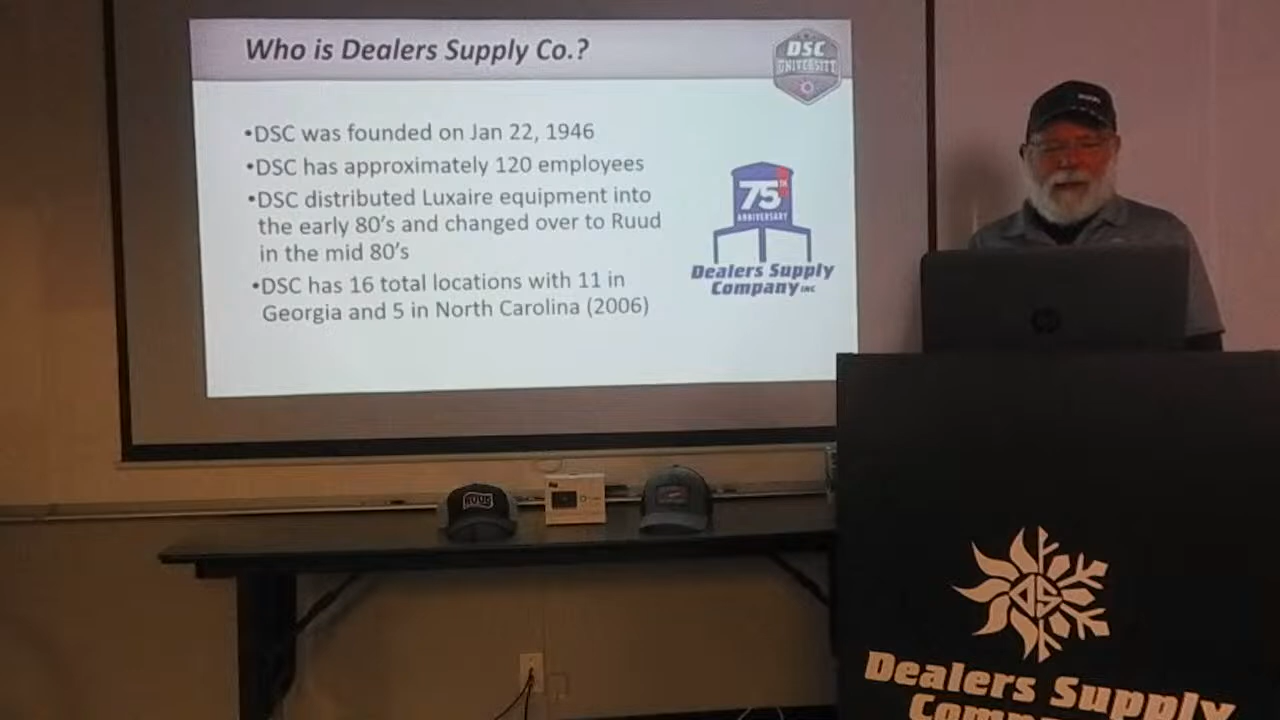 Who is Dealers Supply Co.?
DSC
UNIVERSITY
•DSC was founded on Jan 22, 1946
•DSC has approximately 120 employees
•DSC distributed Luxaire equipment into
the early 80's and changed over to Ruud
in the mid 80's
•DSC has 16 total locations with 11 in
Georgia and 5 in North Carolina (2006)
75TH
ANNIVERSARY
Dealers Supply
Company INC
RUUD
DS
Dealers Supply
Company